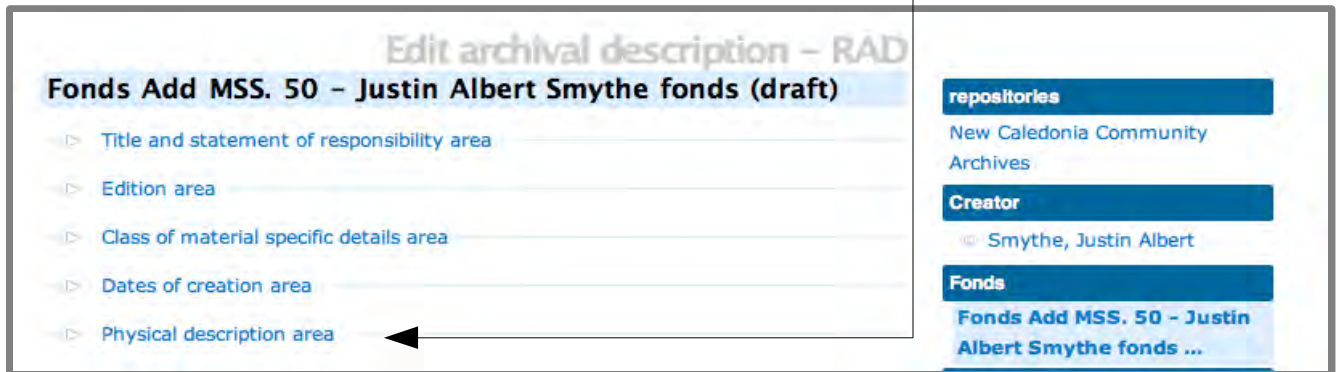 Edit archival description – RAD
Fonds Add MSS. 50 – Justin Albert Smythe fonds (draft)
Title and statement of responsibility area
Edition area
Class of material specific details area
Dates of creation area
Physical description area
repositories
New Caledonia Community
Archives
Creator
Smythe, Justin Albert
Fonds
Fonds Add MSS. 50 - Justin
Albert Smythe fonds ...